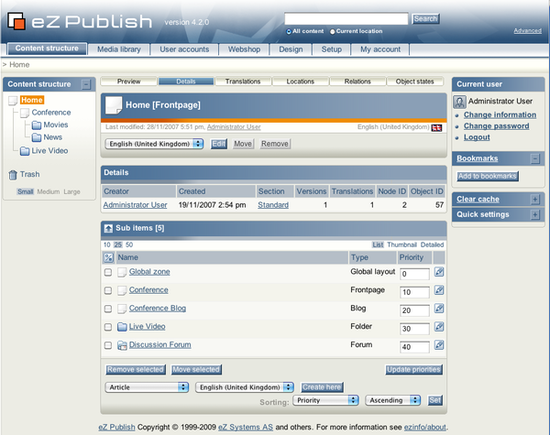 eZ Publish version 4.2.0
Search
All content Current location
Advanced
Content structure Media library User accounts Webshop Design Setup My account
> Home
Content structure
Home
Conference
Movies
News
Live Video
Trash
Small Medium Large
Preview Details Translations Locations Relations Object states
Home [Frontpage]
Last modified: 28/11/2007 5:51 pm, Administrator User English (United Kingdom)
English (United Kingdom) Edit Move Remove
Details
Creator Created Section Versions Translations Node ID Object ID
Administrator User 19/11/2007 2:54 pm Standard 1 1 2 57
Sub items [5]
10 25 50 List Thumbnail Detailed
Name Type Priority
Global zone Global layout 0
Conference Frontpage 10
Conference Blog Blog 20
Live Video Folder 30
Discussion Forum Forum 40
Remove selected Move selected Update priorities
Article English (United Kingdom) Create here
Sorting: Priority Ascending Set
Current user
Administrator User
Change information
Change password
Logout
Bookmarks
Add to bookmarks
Clear cache
Quick settings
eZ Publish Copyright © 1999-2009 eZ Systems AS and others. For more information see ezinfo/about.